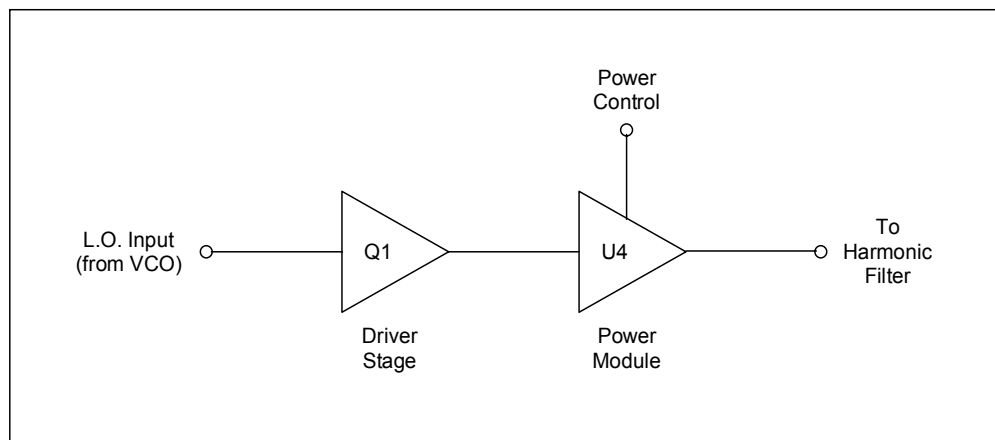 Power
Control
L.O. Input
(from VCO)
Q1
U4
To
Harmonic
Filter
Driver
Stage
Power
Module